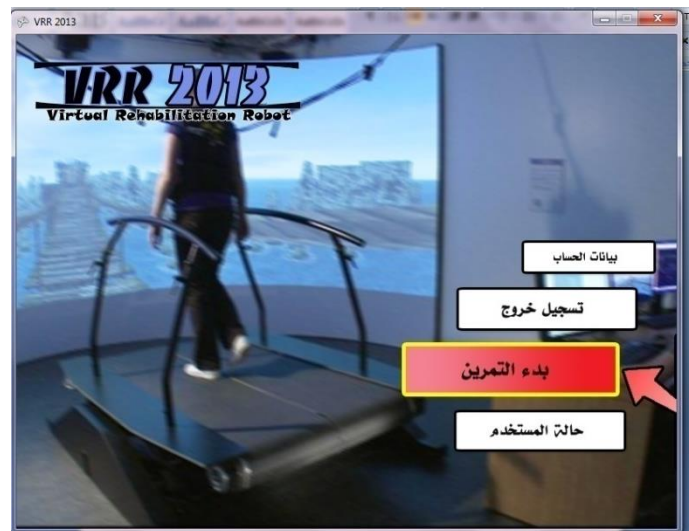 VRR 2013
VRR 2013
Virtual Rehabilitation Robot
بيانات الحساب
تسجيل خروج
بدء التمرين
حالة المستخدم